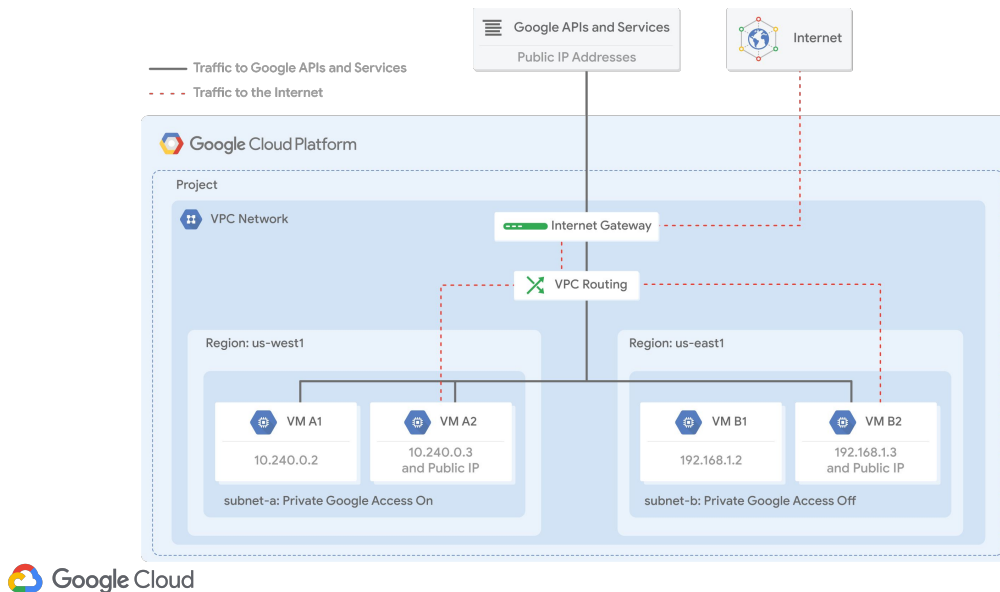 Google APIs and Services
Public IP Addresses
Internet
Traffic to Google APIs and Services
Traffic to the Internet
Google Cloud Platform
Project
VPC Network
Internet Gateway
VPC Routing
Region: us-west1
Region: us-east1
VM A1
10.240.0.2
VM A2
10.240.0.3
and Public IP
VM B1
192.168.1.2
VM B2
192.168.1.3
and Public IP
subnet-a: Private Google Access On
subnet-b: Private Google Access Off
Google Cloud